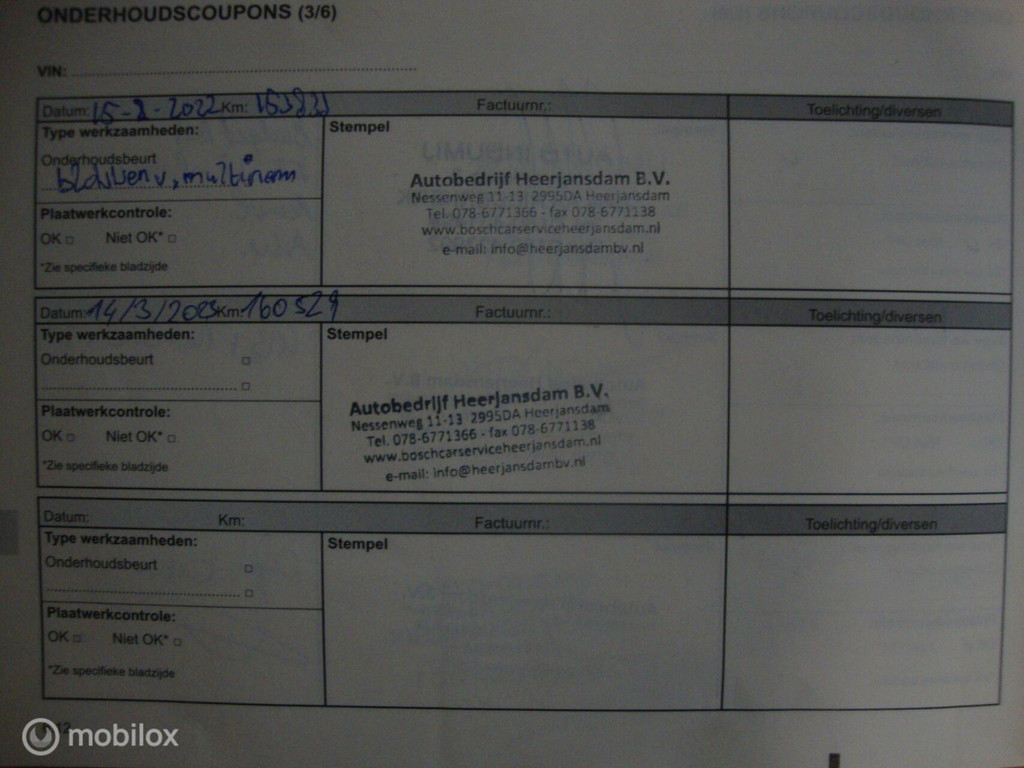 ONDERHOUDSCOUPONS (3/6)
VIN:
Datum: 15-8-2022 Km: 153833 Factuurnr.: Toelichting/diversen
Type werkzaamheden: Stempel
Onderhoudsbeurt
multiriem
Autobedrijf Heerjansdam B.V.
Nessenweg 11-13 2995DA Heerjansdam
Tel. 078-6771366 - fax 078-6771138
www.boschcarserviceheerjansdam.nl
e-mail: info@heerjansdambv.nl
Plaatwerkcontrole:
OK Niet OK*
*Zie specifieke bladzijde
Datum: 14/3/2023 Km: 160529 Factuurnr.: Toelichting/diversen
Type werkzaamheden: Stempel
Onderhoudsbeurt
Autobedrijf Heerjansdam B.V.
Nessenweg 11-13 2995DA Heerjansdam
Tel. 078-6771366 - fax 078-6771138
www.boschcarserviceheerjansdam.nl
e-mail: info@heerjansdambv.nl
Plaatwerkcontrole:
OK Niet OK*
*Zie specifieke bladzijde
Datum: Km: Factuurnr.: Toelichting/diversen
Type werkzaamheden: Stempel
Onderhoudsbeurt
Plaatwerkcontrole:
OK Niet OK*
*Zie specifieke bladzijde
mobilox